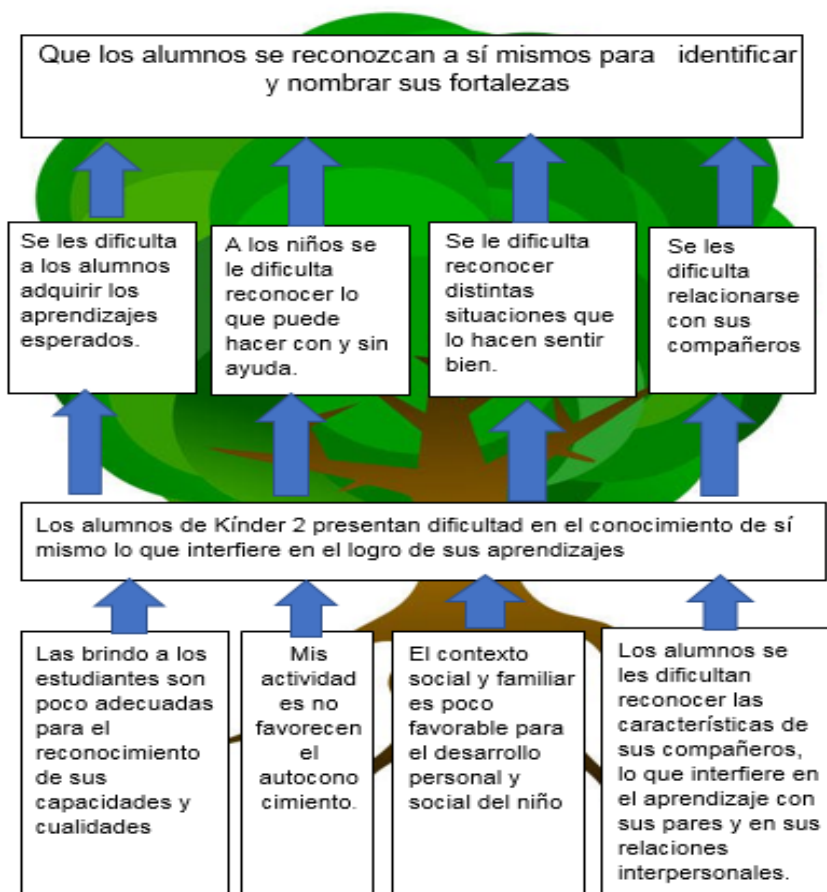 Que los alumnos se reconozcan a sí mismos para identificar
y nombrar sus fortalezas
Se les dificulta
a los alumnos
adquirir los
aprendizajes
esperados.
A los niños se
le dificulta
reconocer lo
que puede
hacer con y sin
ayuda.
Se le dificulta
reconocer
distintas
situaciones que
lo hacen sentir
bien.
Se les
dificulta
relacionarse
con sus
compañeros
Los alumnos de Kínder 2 presentan dificultad en el conocimiento de sí
mismo lo que interfiere en el logro de sus aprendizajes
Las brindo a los
estudiantes son
poco adecuadas
para el
reconocimiento
de sus
capacidades y
cualidades
Mis
actividad
es no
favorecen
el
autocono
cimiento.
El contexto
social y familiar
es poco
favorable para
el desarrollo
personal y
social del niño
Los alumnos se
les dificultan
reconocer las
características de
sus compañeros,
lo que interfiere en
el aprendizaje con
sus pares y en sus
relaciones
interpersonales.